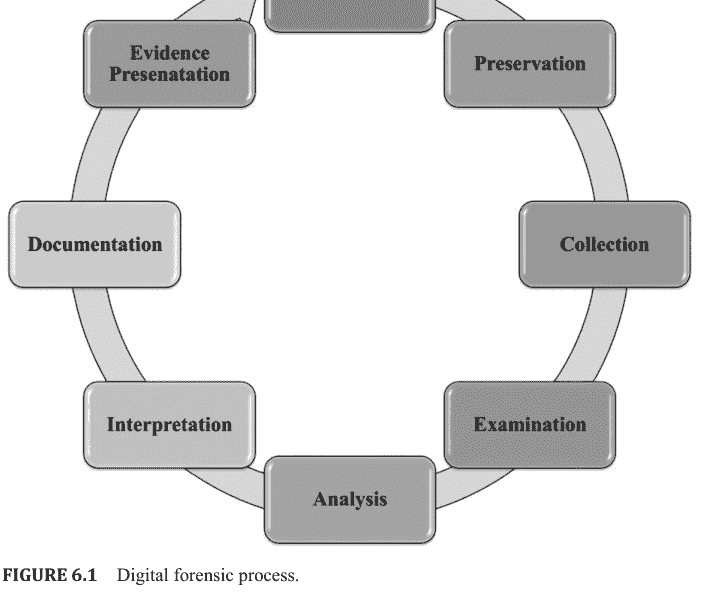 Evidence
Presenatation
Preservation
Documentation
Collection
Interpretation
Examination
Analysis
FIGURE 6.1 Digital forensic process.